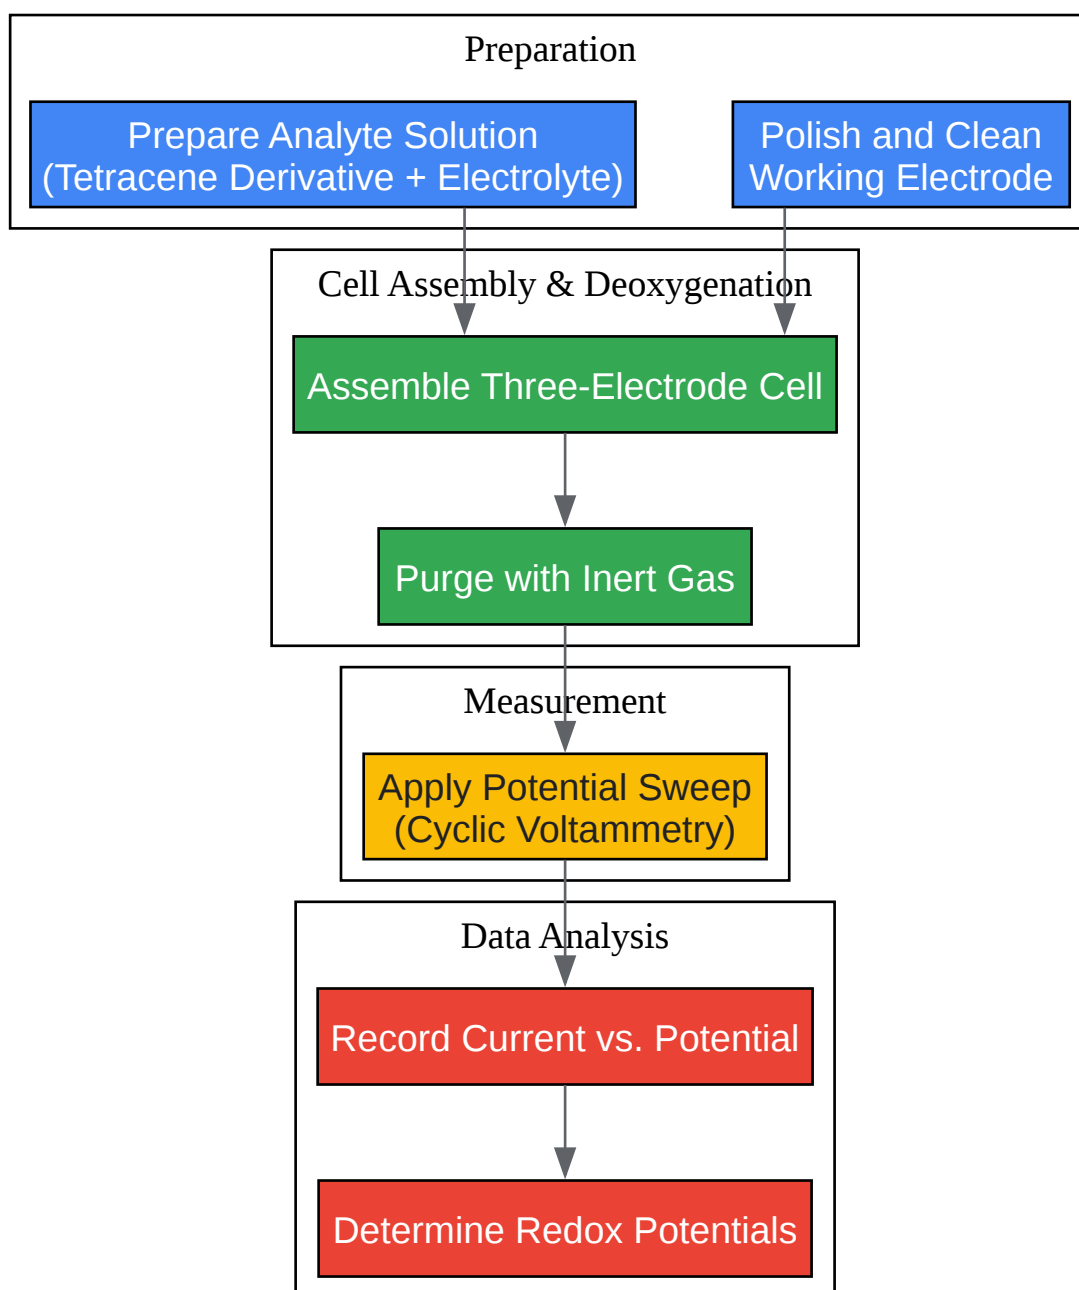 Preparation
Prepare Analyte Solution
(Tetracene Derivative + Electrolyte)
Polish and Clean
Working Electrode
Cell Assembly & Deoxygenation
Assemble Three-Electrode Cell
Purge with Inert Gas
Measurement
Apply Potential Sweep
(Cyclic Voltammetry)
Data Analysis
Record Current vs. Potential
Determine Redox Potentials